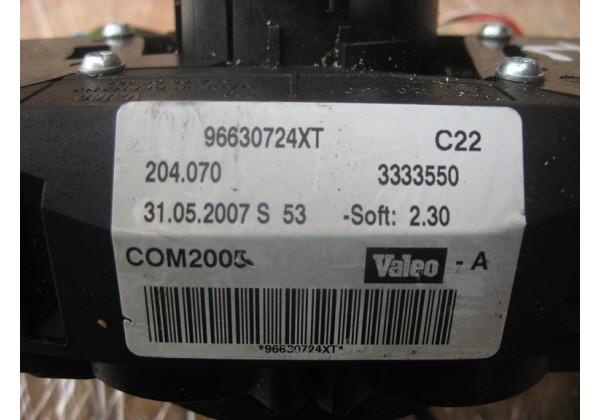 96630724XT C22
204.070 3333550
31.05.2007 S 53 -Soft: 2.30
COM2005 Valeo - A
*96630724XT*